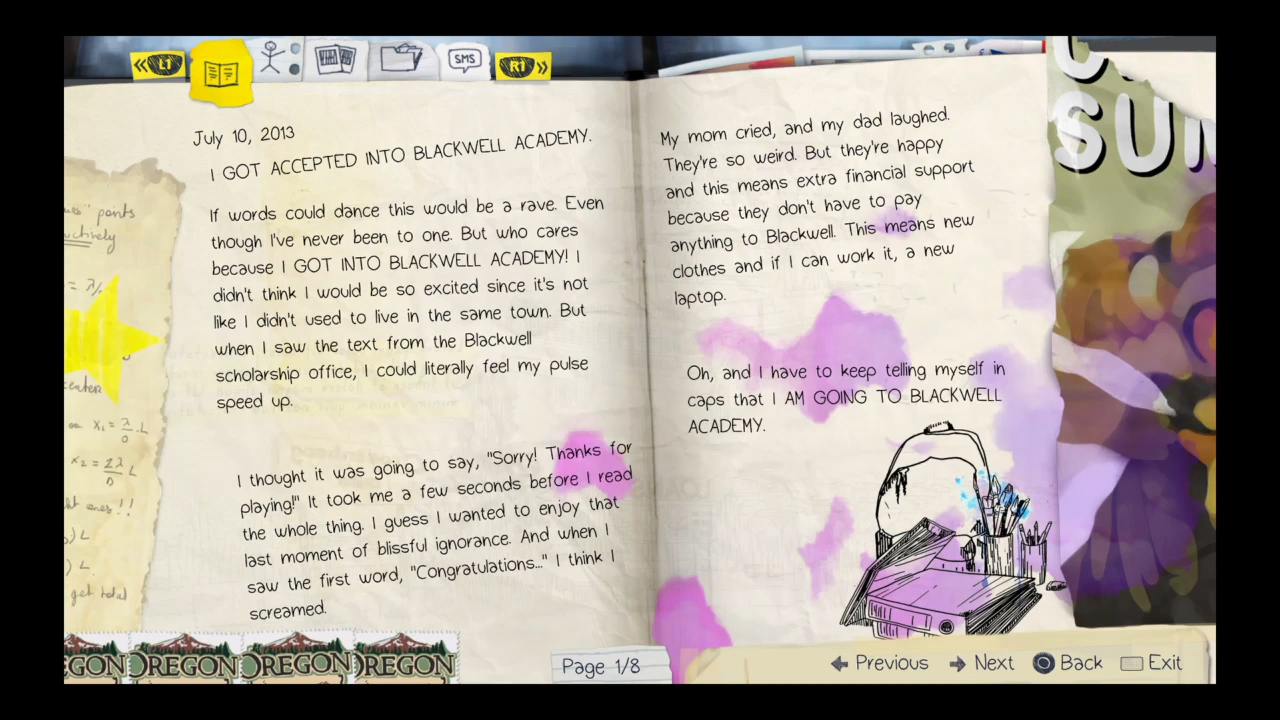 L1
SMS
R1
July 10, 2013
I GOT ACCEPTED INTO BLACKWELL ACADEMY.
If words could dance this would be a rave. Even
though I've never been to one. But who cares
because I GOT INTO BLACKWELL ACADEMY! I
didn't think I would be so excited since it's not
like I didn't used to live in the same town. But
when I saw the text from the Blackwell
scholarship office, I could literally feel my pulse
speed up.
I thought it was going to say, "Sorry! Thanks for
playing!" It took me a few seconds before I read
the whole thing. I guess I wanted to enjoy that
last moment of blissful ignorance. And when I
saw the first word, "Congratulations..." I think I
screamed.
My mom cried, and my dad laughed.
They're so weird. But they're happy
and this means extra financial support
because they don't have to pay
anything to Blackwell. This means new
clothes and if I can work it, a new
laptop.
Oh, and I have to keep telling myself in
caps that I AM GOING TO BLACKWELL
ACADEMY.
points
get total
EGON OREGON OREGON OREGON
Page 1/8
Previous Next Back Exit